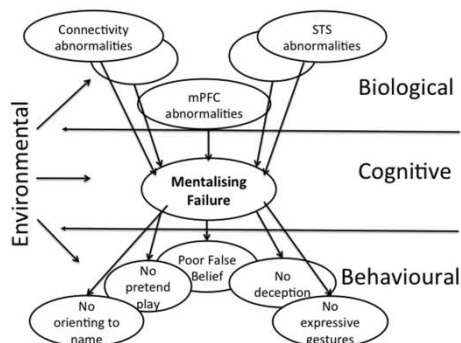 Connectivity
abnormalities
STS
abnormalities
mPFC
abnormalities
Biological
Environmental
Cognitive
Mentalising
Failure
Behavioural
Poor False
Belief
No
pretend
play
No
deception
No
orienting to
name
No
expressive
gestures